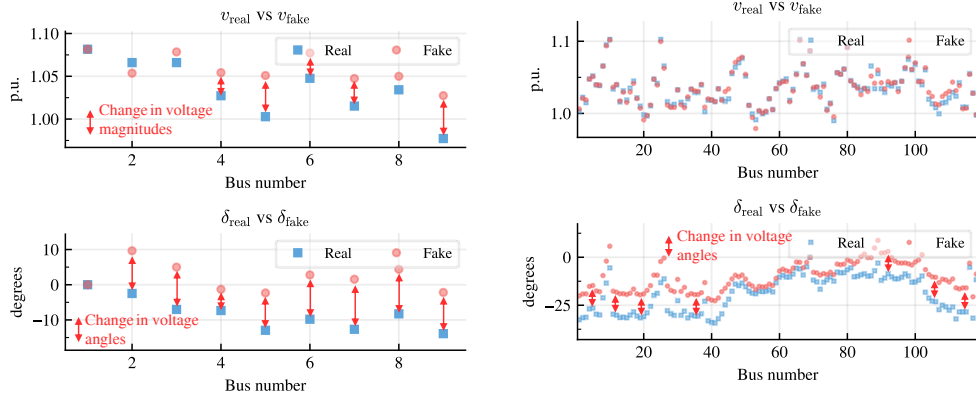 v_real vs v_fake
1.10
1.05
1.00
p.u.
Real
Fake
Change in voltage
magnitudes
2
4
6
8
Bus number
δ_real vs δ_fake
10
0
−10
degrees
Real
Fake
Change in voltage
angles
2
4
6
8
Bus number
v_real vs v_fake
1.1
1.0
p.u.
Real
Fake
20
40
60
80
100
Bus number
δ_real vs δ_fake
0
−25
degrees
Change in voltage
angles
Real
Fake
20
40
60
80
100
Bus number